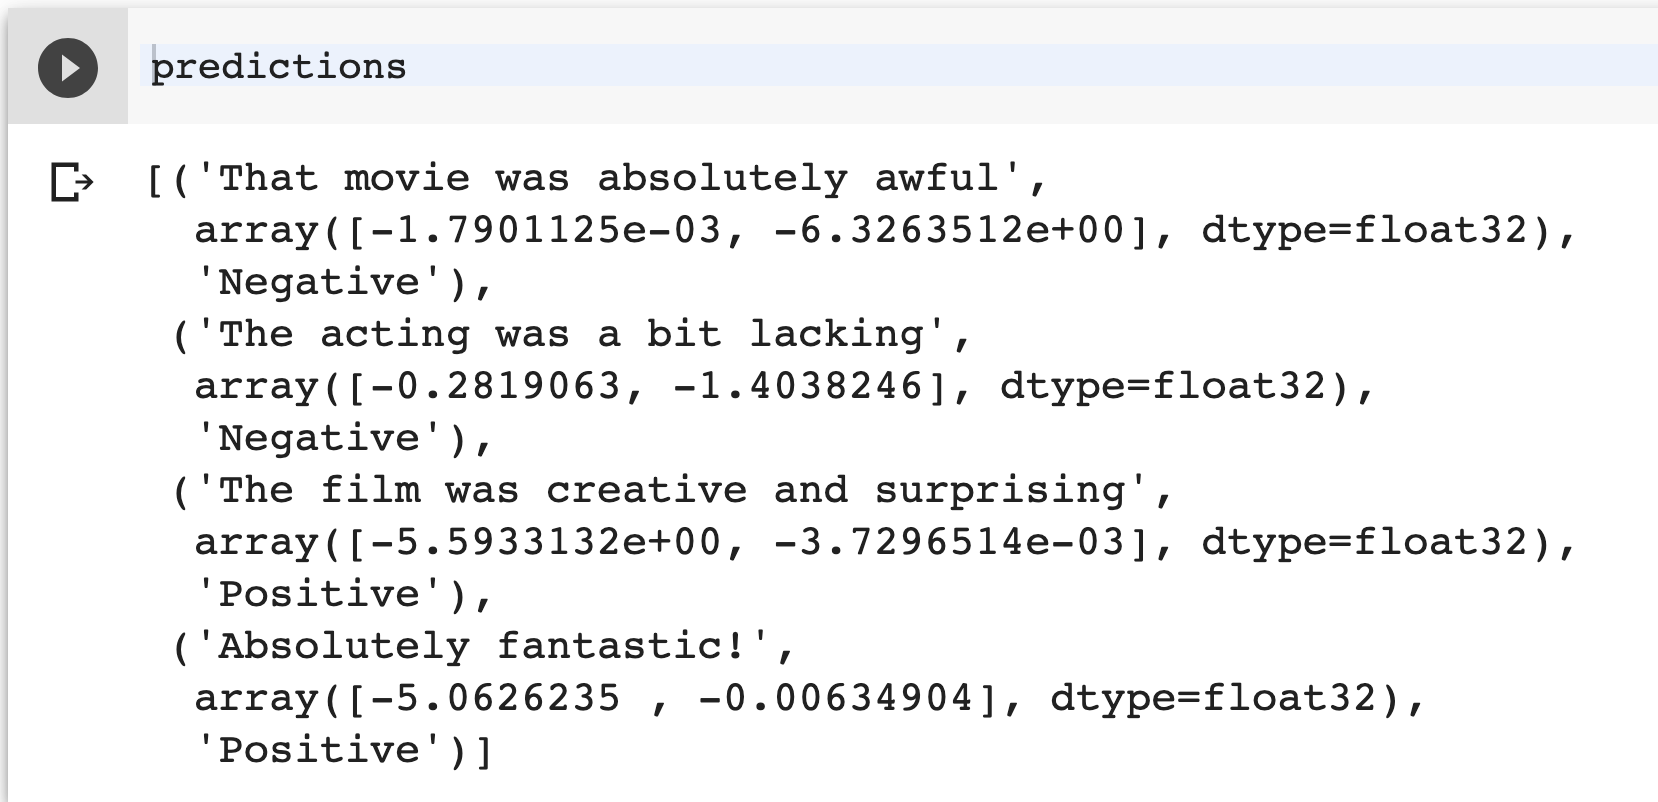 predictions
[('That movie was absolutely awful',
array([-1.7901125e-03, -6.3263512e+00], dtype=float32),
'Negative'),
('The acting was a bit lacking',
array([-0.2819063, -1.4038246], dtype=float32),
'Negative'),
('The film was creative and surprising',
array([-5.5933132e+00, -3.7296514e-03], dtype=float32),
'Positive'),
('Absolutely fantastic!',
array([-5.0626235 , -0.00634904], dtype=float32),
'Positive')]